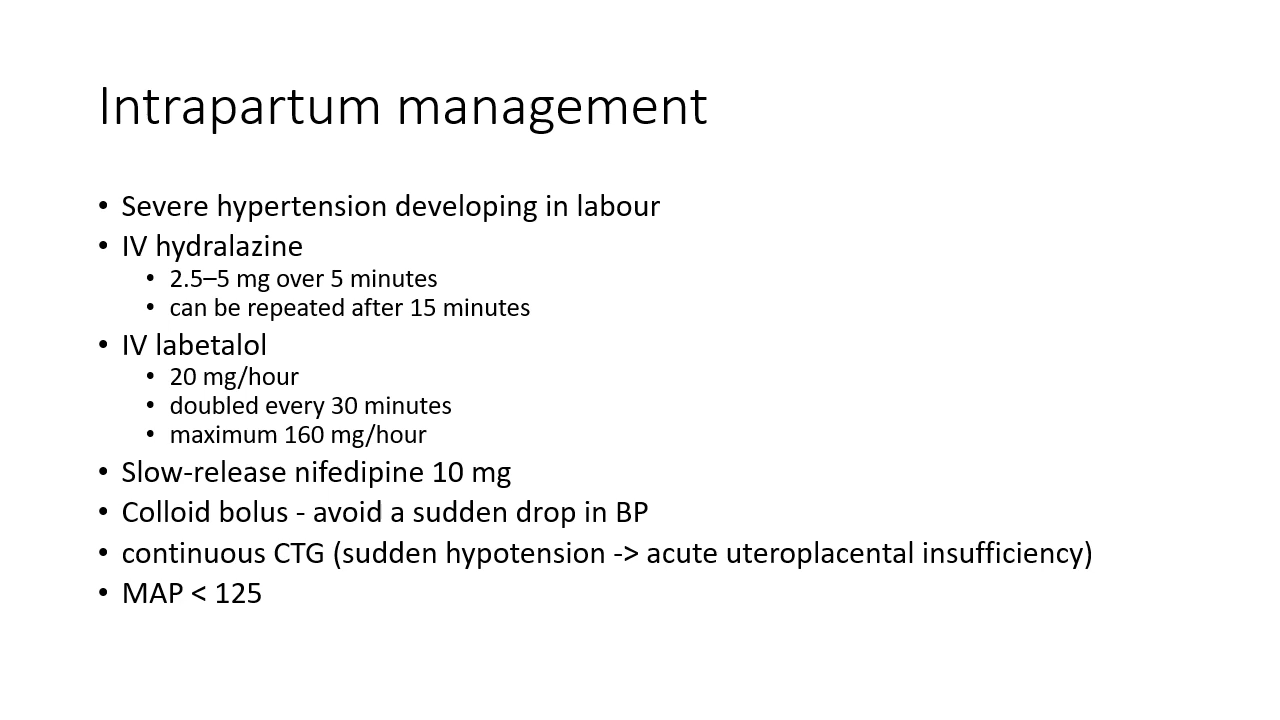 Intrapartum management
• Severe hypertension developing in labour
• IV hydralazine
• 2.5–5 mg over 5 minutes
• can be repeated after 15 minutes
• IV labetalol
• 20 mg/hour
• doubled every 30 minutes
• maximum 160 mg/hour
• Slow-release nifedipine 10 mg
• Colloid bolus - avoid a sudden drop in BP
• continuous CTG (sudden hypotension -> acute uteroplacental insufficiency)
• MAP < 125